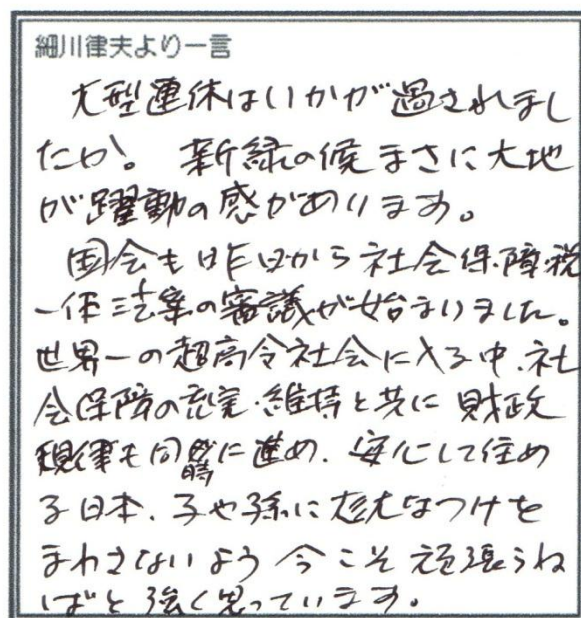 細川律夫より一言
大型連休はいかが過されまし
たか。新緑の候まさに大地
が躍動の感があります。
国会も昨日から社会保障・税
一体法案の審議が始まりました。
世界一の超高令社会に入る中、社
会保障の充実・維持と共に財政
規律も同時に進め、安心して住め
る日本、子や孫に尨大なつけを
まわさないよう今こそ頑張らね
ばと強く思っています。